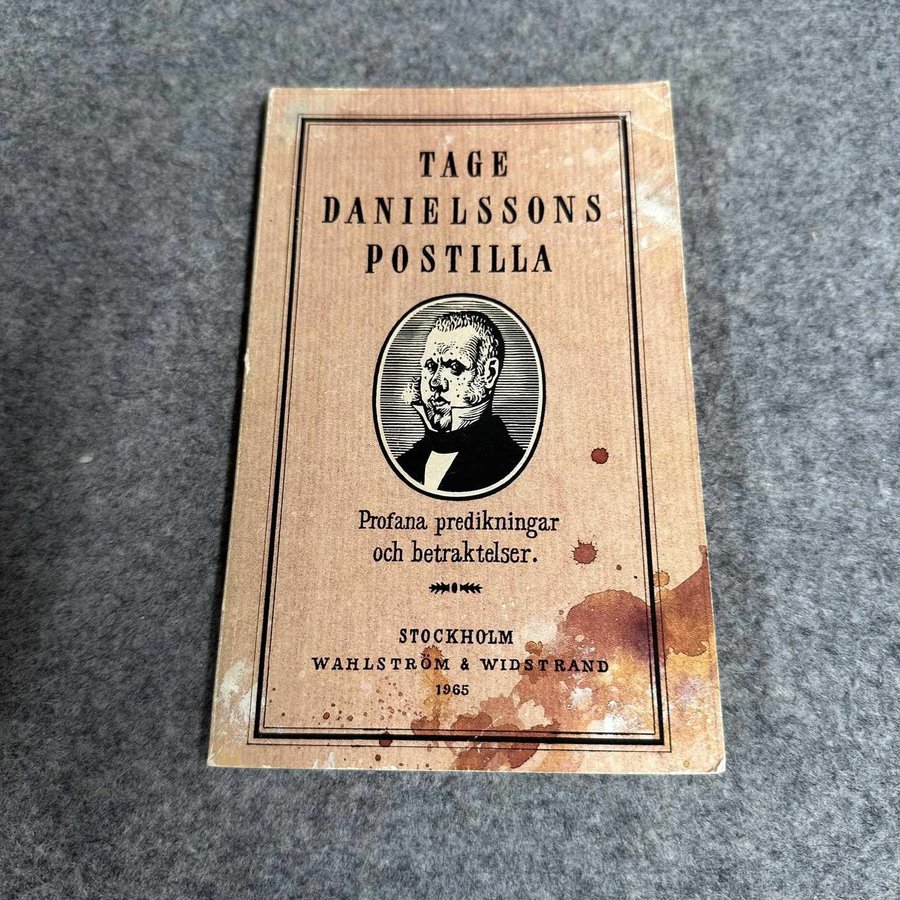 TAGE
DANIELSSONS
POSTILLA
Profana predikningar
och betraktelser.
STOCKHOLM
WAHLSTRÖM & WIDSTRAND
1965